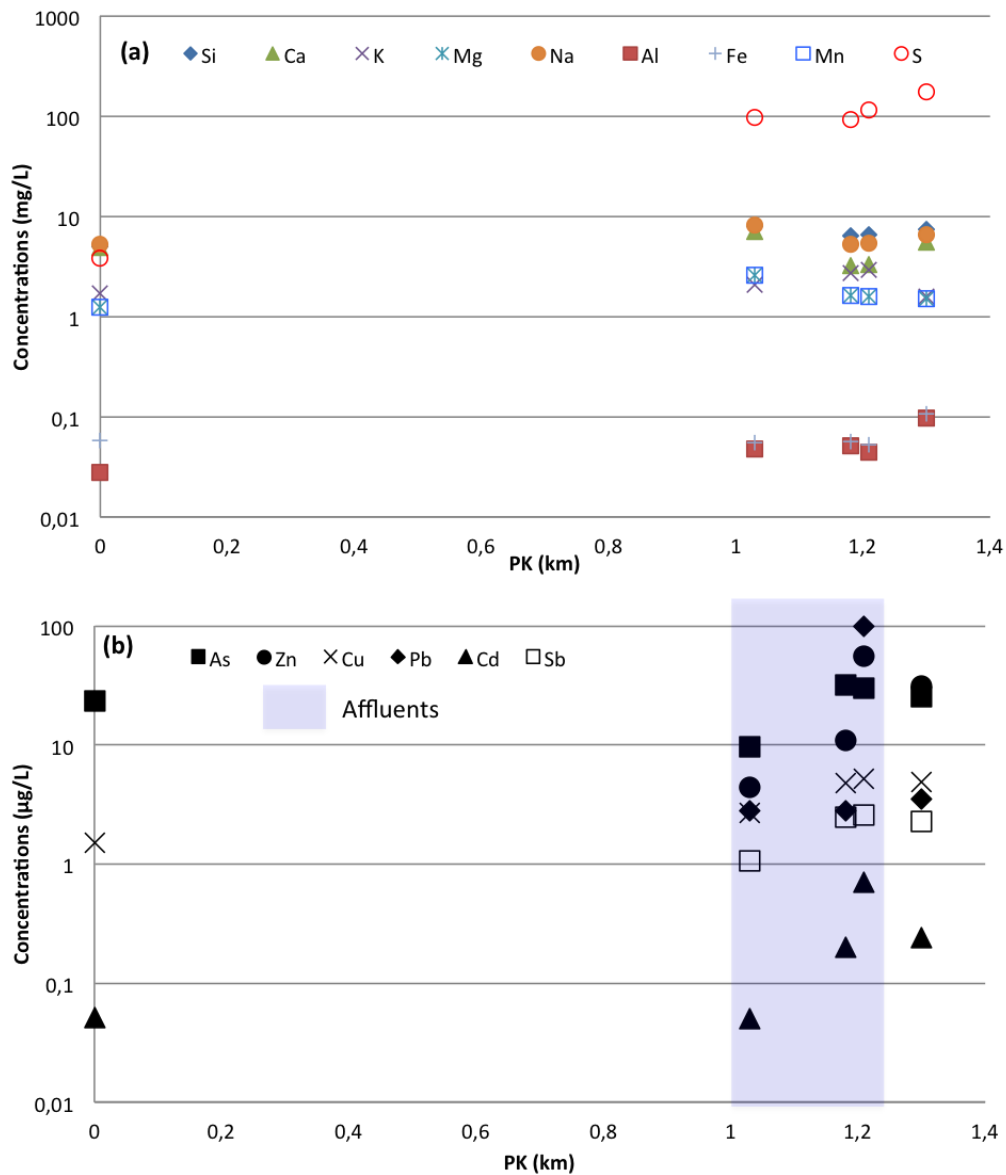 1000
(a) Si Ca K Mg Na Al Fe Mn S
100
10
1
0,1
0,01
Concentrations (mg/L)
0 0,2 0,4 0,6 0,8 1 1,2 1,4
PK (km)
100
(b)
As Zn Cu Pb Cd Sb
Affluents
10
1
0,1
0,01
Concentrations (µg/L)
0 0,2 0,4 0,6 0,8 1 1,2 1,4
PK (km)